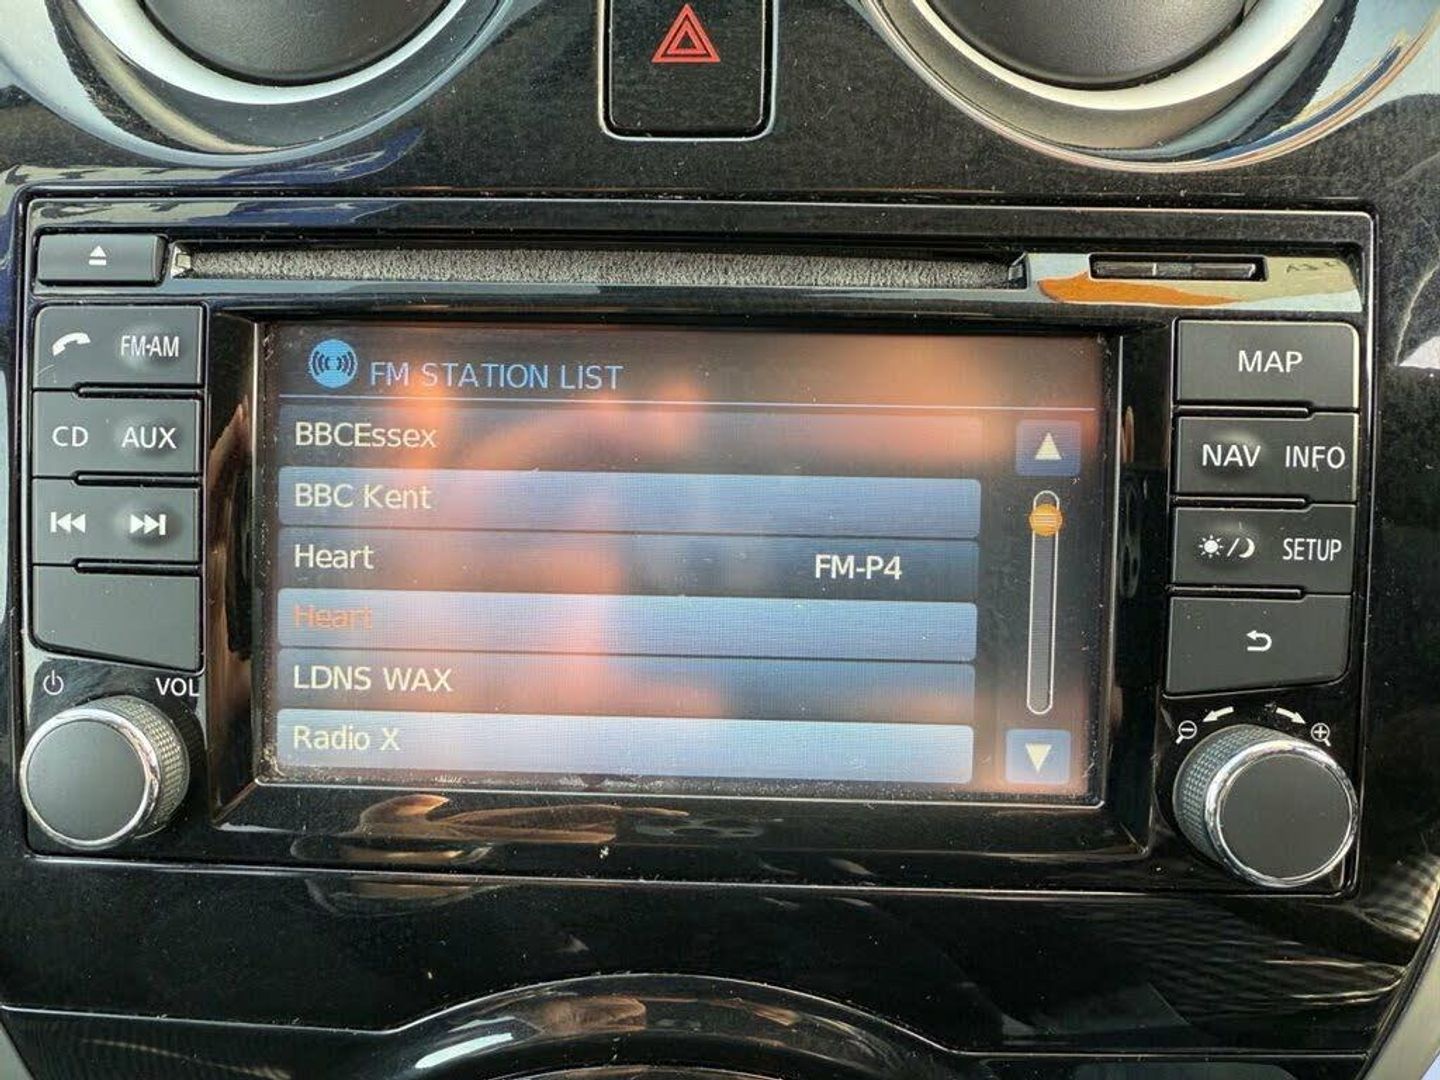 FM-AM
MAP
FM STATION LIST
CD AUX
BBCEssex
BBC Kent
NAV INFO
Heart FM-P4
SETUP
Heart
LDNS WAX
VOL
Radio X